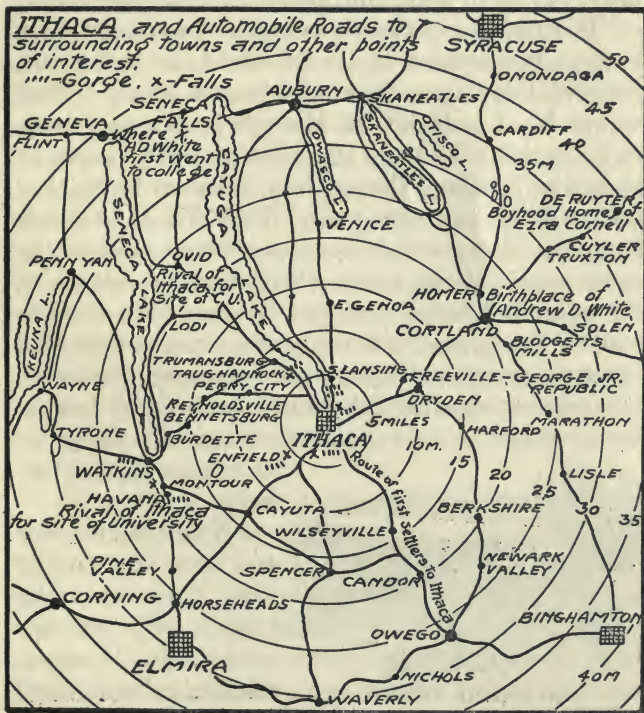 ITHACA, and Automobile Roads to
surrounding towns and other points
of interest.
""-Gorge. x-Falls
SYRACUSE
50
ONONDAGA
45
SENECA
FALLS
AUBURN
SKANEATLES
40
GENEVA
FLINT
Where
H.D. White
first went
to college
OTISCO L.
CARDIFF
35M
OWASCO L.
SKANEATLES L.
CAYUGA
LAKE
SENECA
LAKE
DE RUYTER
Boyhood Home of
Ezra Cornell
VENICE
CUYLER
TRUXTON
OVID
Rival of
Ithaca for
Site of C.U.
PENN YAN
HOMER
Birthplace of
Andrew D. White
E. GENOA
KEUKA L.
LODI
CORTLAND
SOLEN
BLODGETTS
MILLS
TRUMANSBURG
TAUGHANNOCK
S. LANSING
FREEVILLE-GEORGE JR.
REPUBLIC
PERRY CITY
DRYDEN
WAYNE
REYNOLDSVILLE
BENNETSBURG
5 MILES
MARATHON
TYRONE
BURDETTE
ITHACA
10M.
HARFORD
ENFIELD
15
20
WATKINS
MONTOUR
25
LISLE
30
35
HAVANA
Rival of Ithaca
for site of University
CAYUTA
Route of first Settlers to Ithaca
BERKSHIRE
WILSEYVILLE
PINE
VALLEY
SPENCER
CANDOR
NEWARK
VALLEY
CORNING
HORSEHEADS
OWEGO
BINGHAMTON
ELMIRA
NICHOLS
40M
WAVERLY